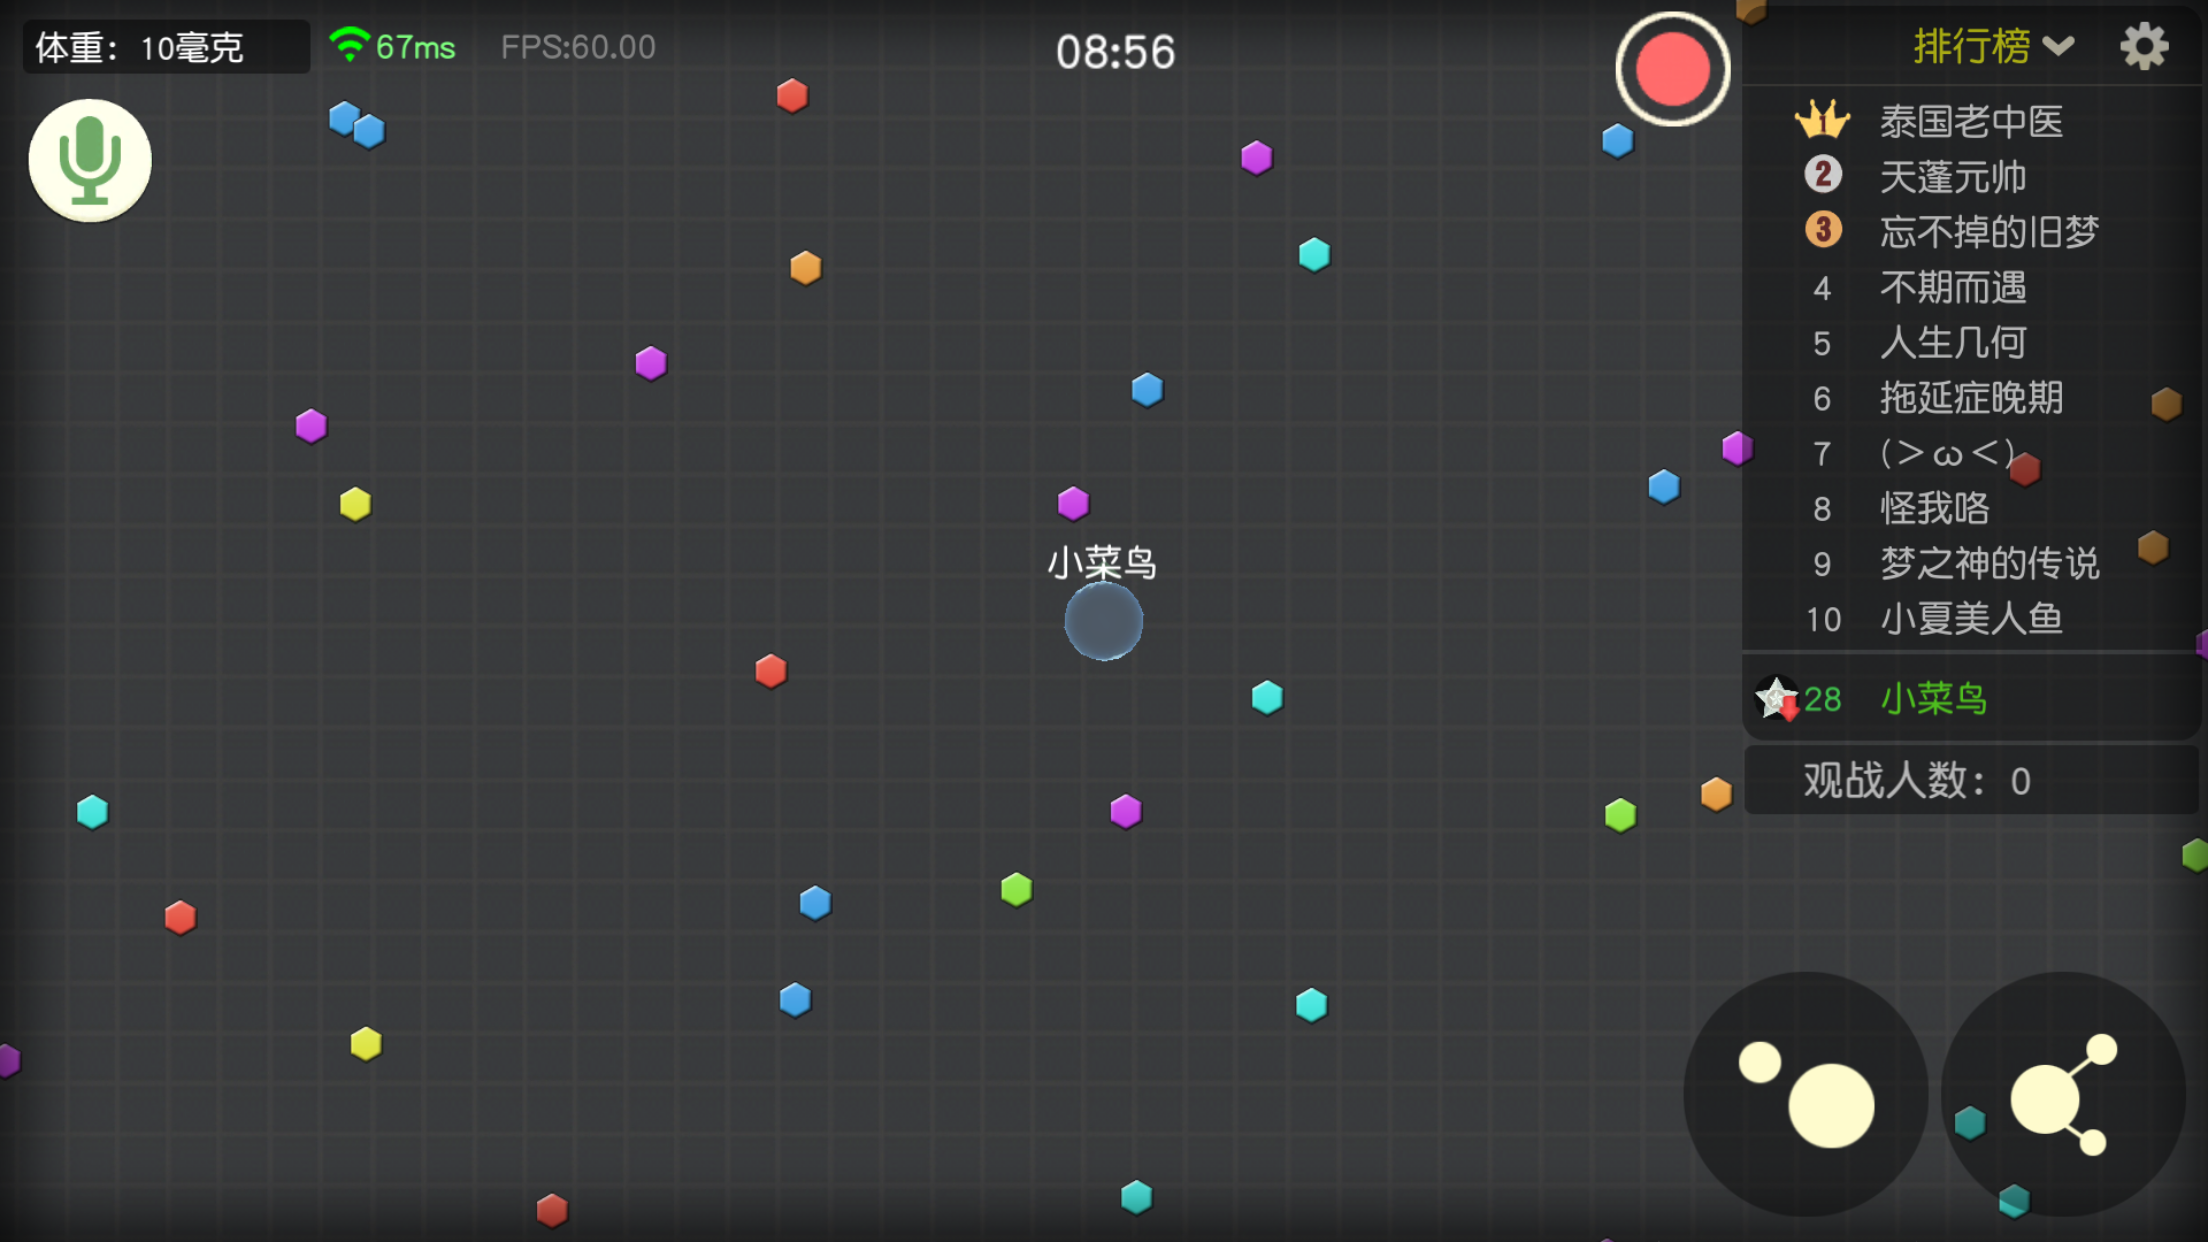 体重：10毫克
67ms
FPS:60.00
08:56
排行榜
1 泰国老中医
2 天蓬元帅
3 忘不掉的旧梦
4 不期而遇
5 人生几何
6 拖延症晚期
7 (＞ω＜)
8 怪我咯
9 梦之神的传说
10 小夏美人鱼
28 小菜鸟
观战人数：0
小菜鸟